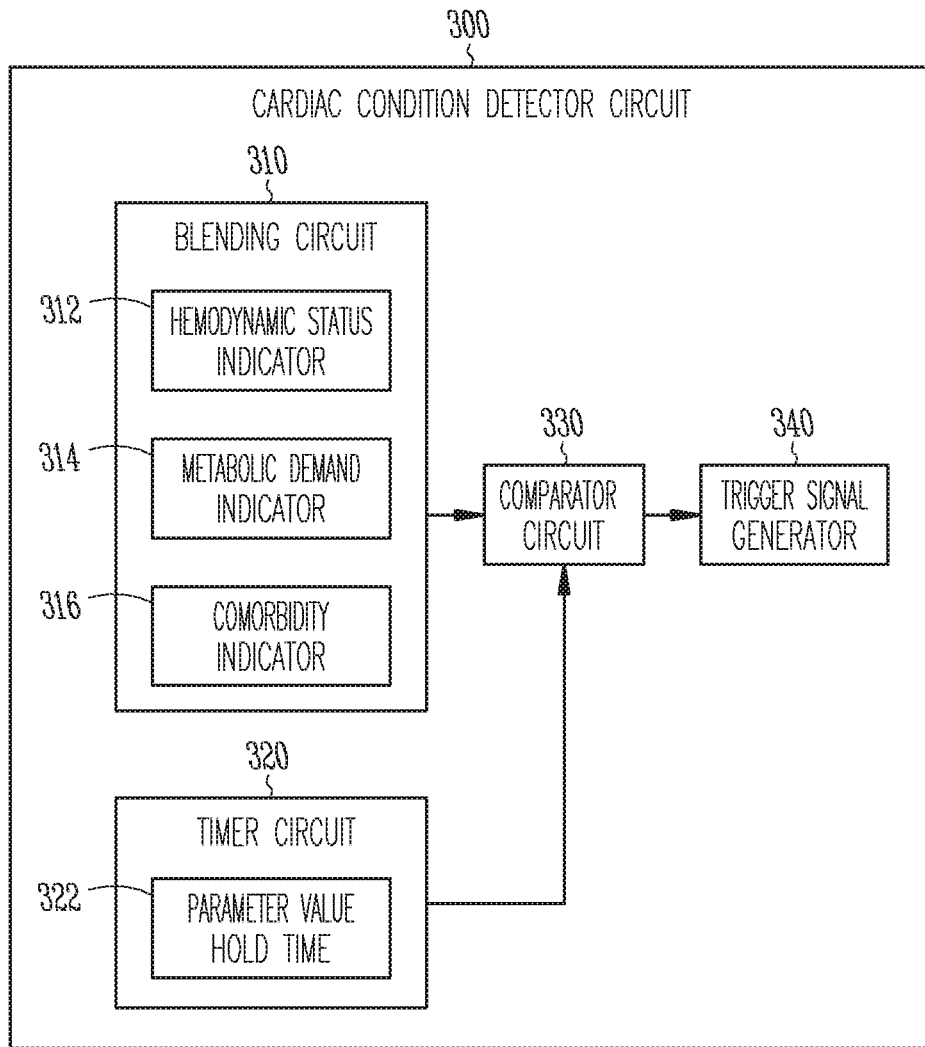 300
CARDIAC CONDITION DETECTOR CIRCUIT
310
BLENDING CIRCUIT
312
HEMODYNAMIC STATUS
INDICATOR
314
METABOLIC DEMAND
INDICATOR
316
COMORBIDITY
INDICATOR
330
COMPARATOR
CIRCUIT
340
TRIGGER SIGNAL
GENERATOR
320
TIMER CIRCUIT
322
PARAMETER VALUE
HOLD TIME